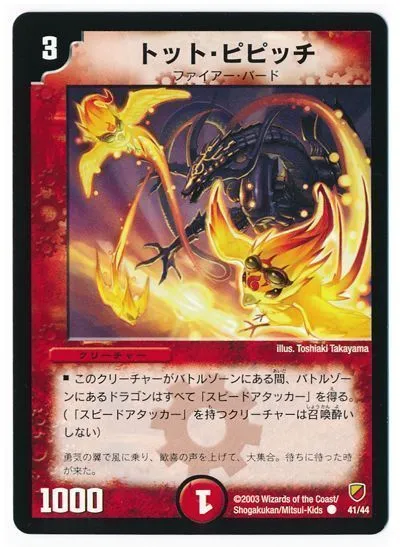 3
トット・ピピッチ
ファイアー・バード
illus. Toshiaki Takayama
クリーチャー
■ このクリーチャーがバトルゾーンにある間、バトルゾー
ンにあるドラゴンはすべて「スピードアタッカー」を得る。
(「スピードアタッカー」を持つクリーチャーは召喚酔い
しない)
勇気の翼で風に乗り、歓喜の声を上げて、大集合。待ちに待った時
が来た。
1000
1
©2003 Wizards of the Coast/
Shogakukan/Mitsui-Kids ● 41/44